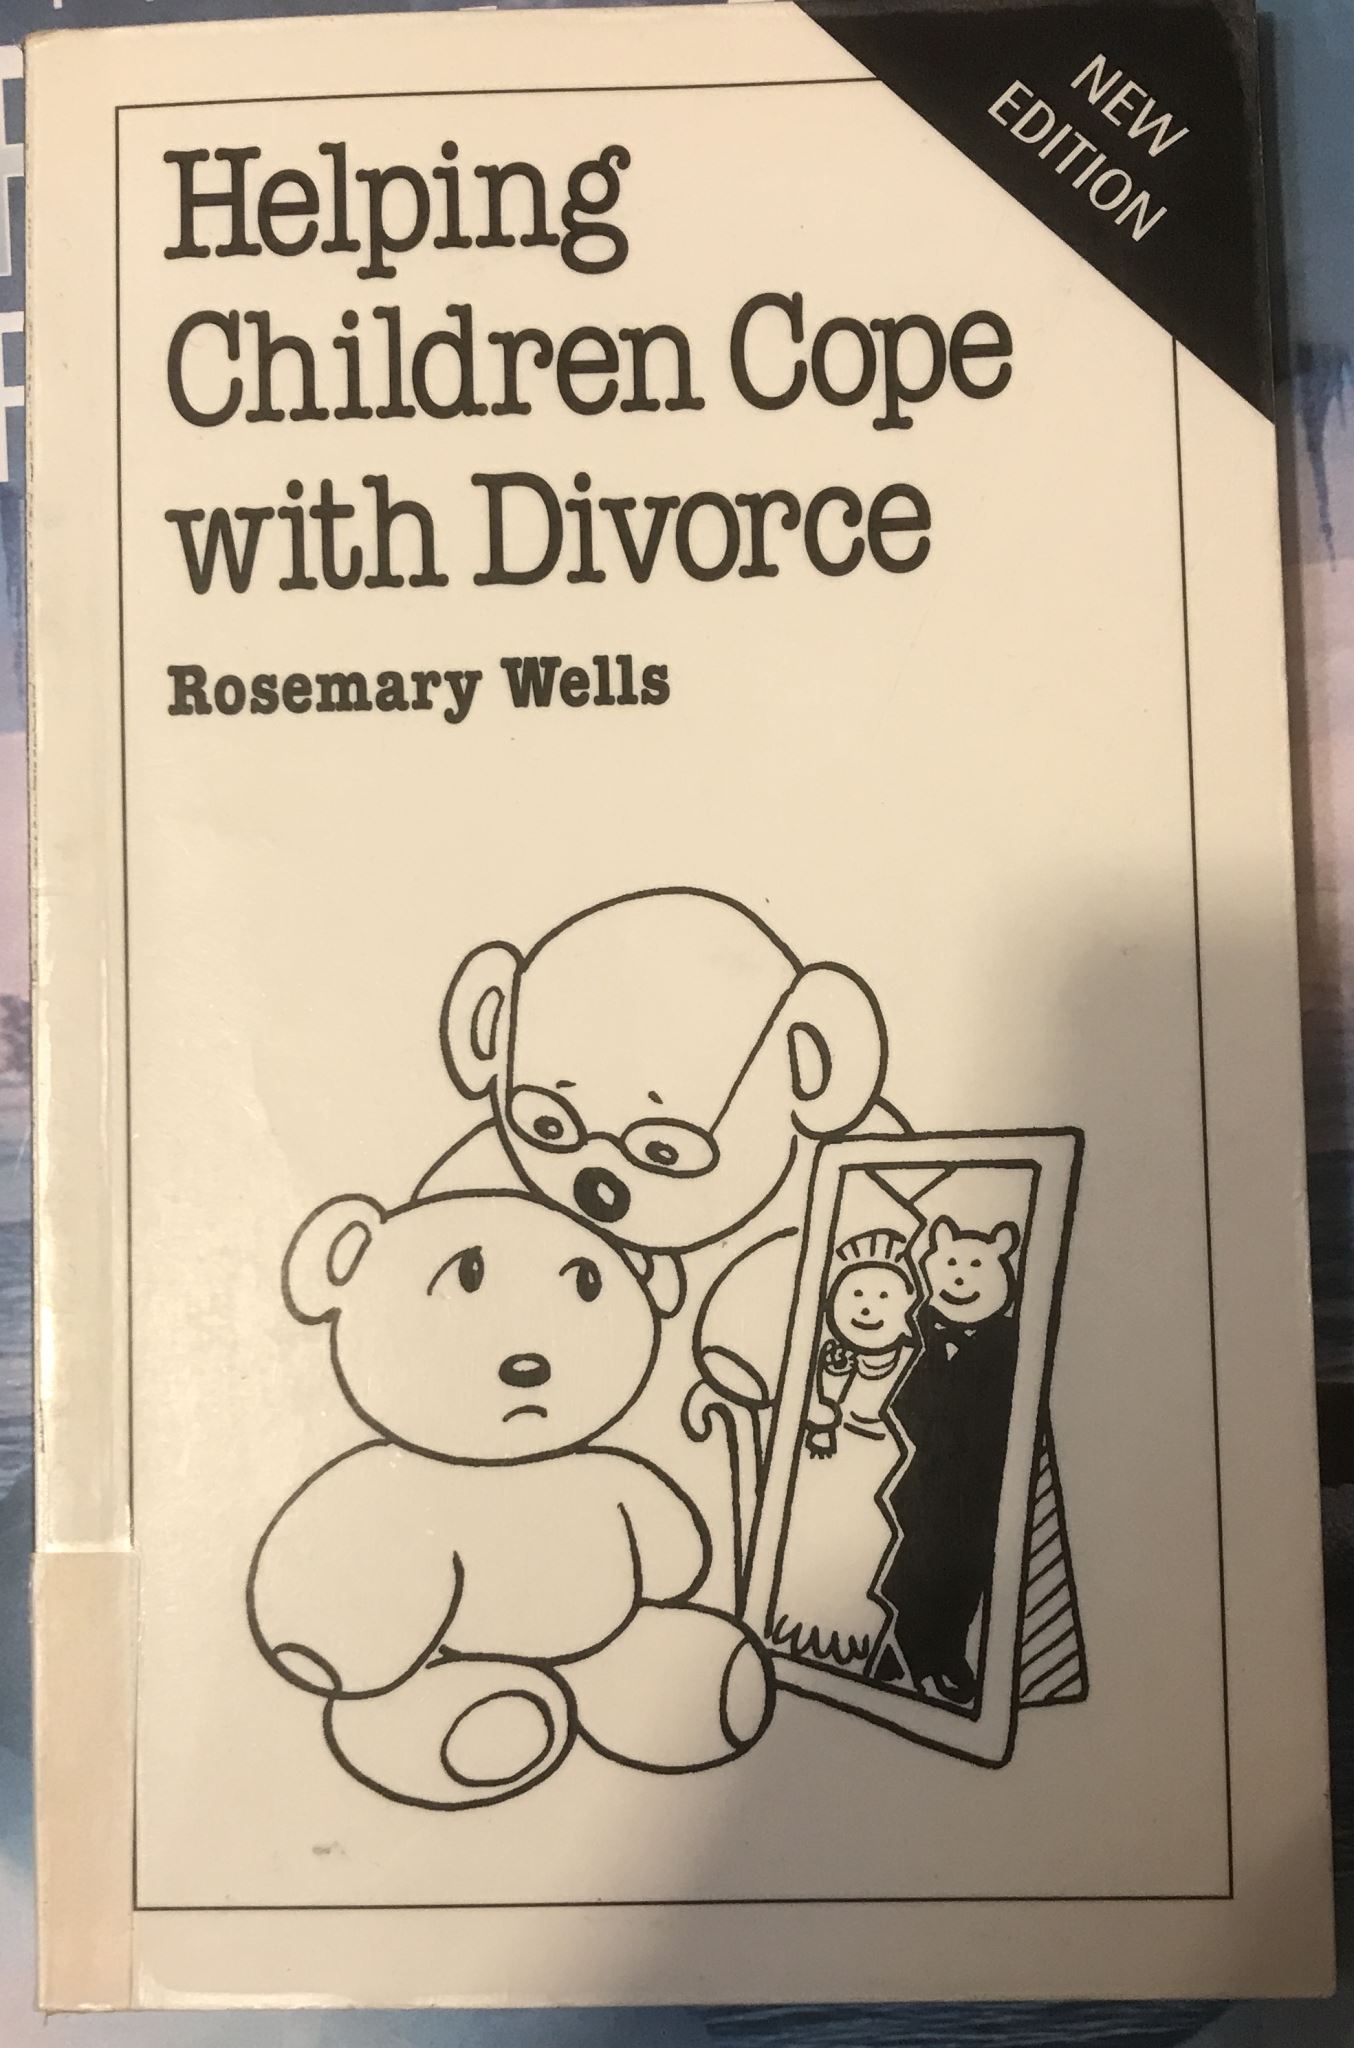 NEW
EDITION
Helping
Children Cope
with Divorce
Rosemary Wells